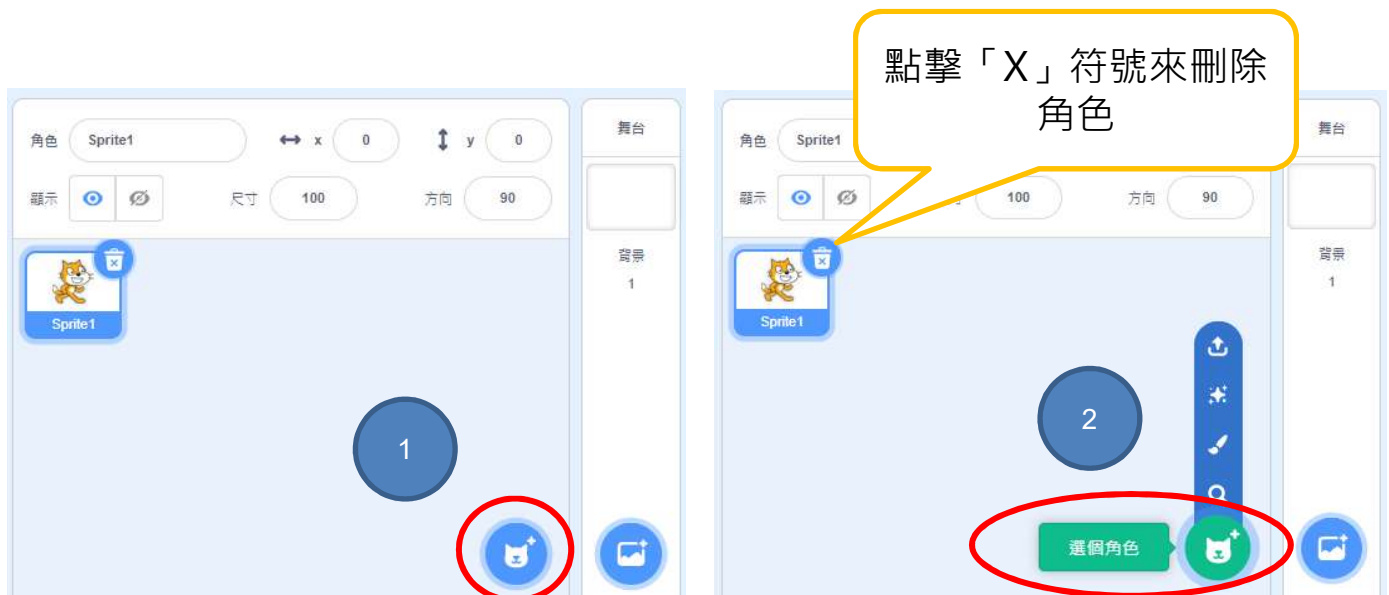 點擊「X」符號來刪除
角色
角色 Sprite1 x 0 y 0
顯示 尺寸 100 方向 90
Sprite1
舞台
背景
1
1
角色 Sprite1
顯示 100 方向 90
Sprite1
舞台
背景
1
2
選個角色